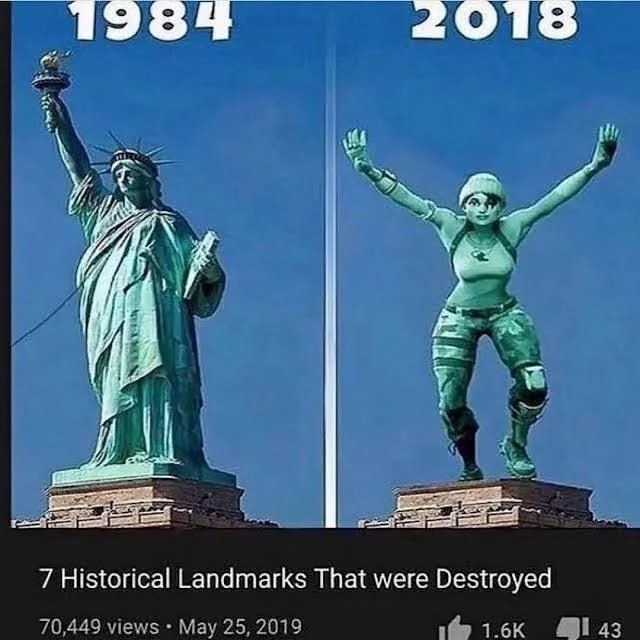 1984
2018
7 Historical Landmarks That were Destroyed
70,449 views • May 25, 2019
1.6K
43